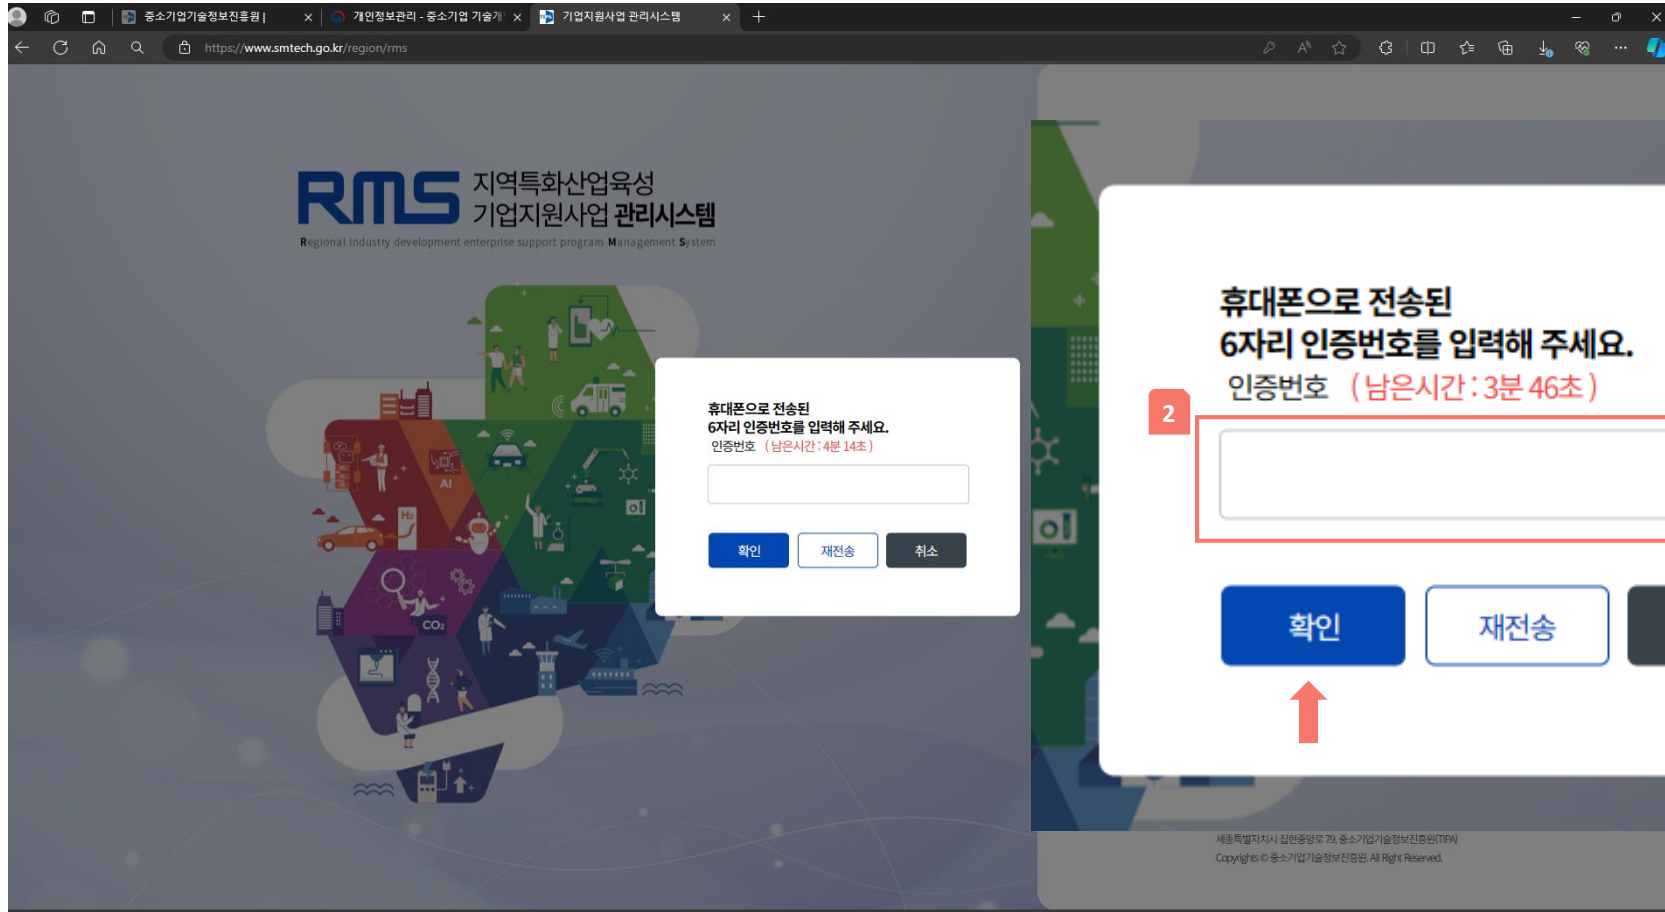 중소기업기술정보진흥원 |
개인정보관리 - 중소기업 기술개
기업지원사업 관리시스템
https://www.smtech.go.kr/region/rms
RMS
지역특화산업육성
기업지원사업 관리시스템
Regional industry development enterprise support program Management System
AI
H₂
CO₂
휴대폰으로 전송된
6자리 인증번호를 입력해 주세요.
인증번호 ( 남은시간 : 4분 14초 )
확인 재전송 취소
휴대폰으로 전송된
6자리 인증번호를 입력해 주세요.
인증번호 ( 남은시간 : 3분 46초 )
2
확인 재전송
세종특별자치시 집현중앙로 79, 중소기업기술정보진흥원(TIPA)
Copyrights © 중소기업기술정보진흥원. All Right Reserved.